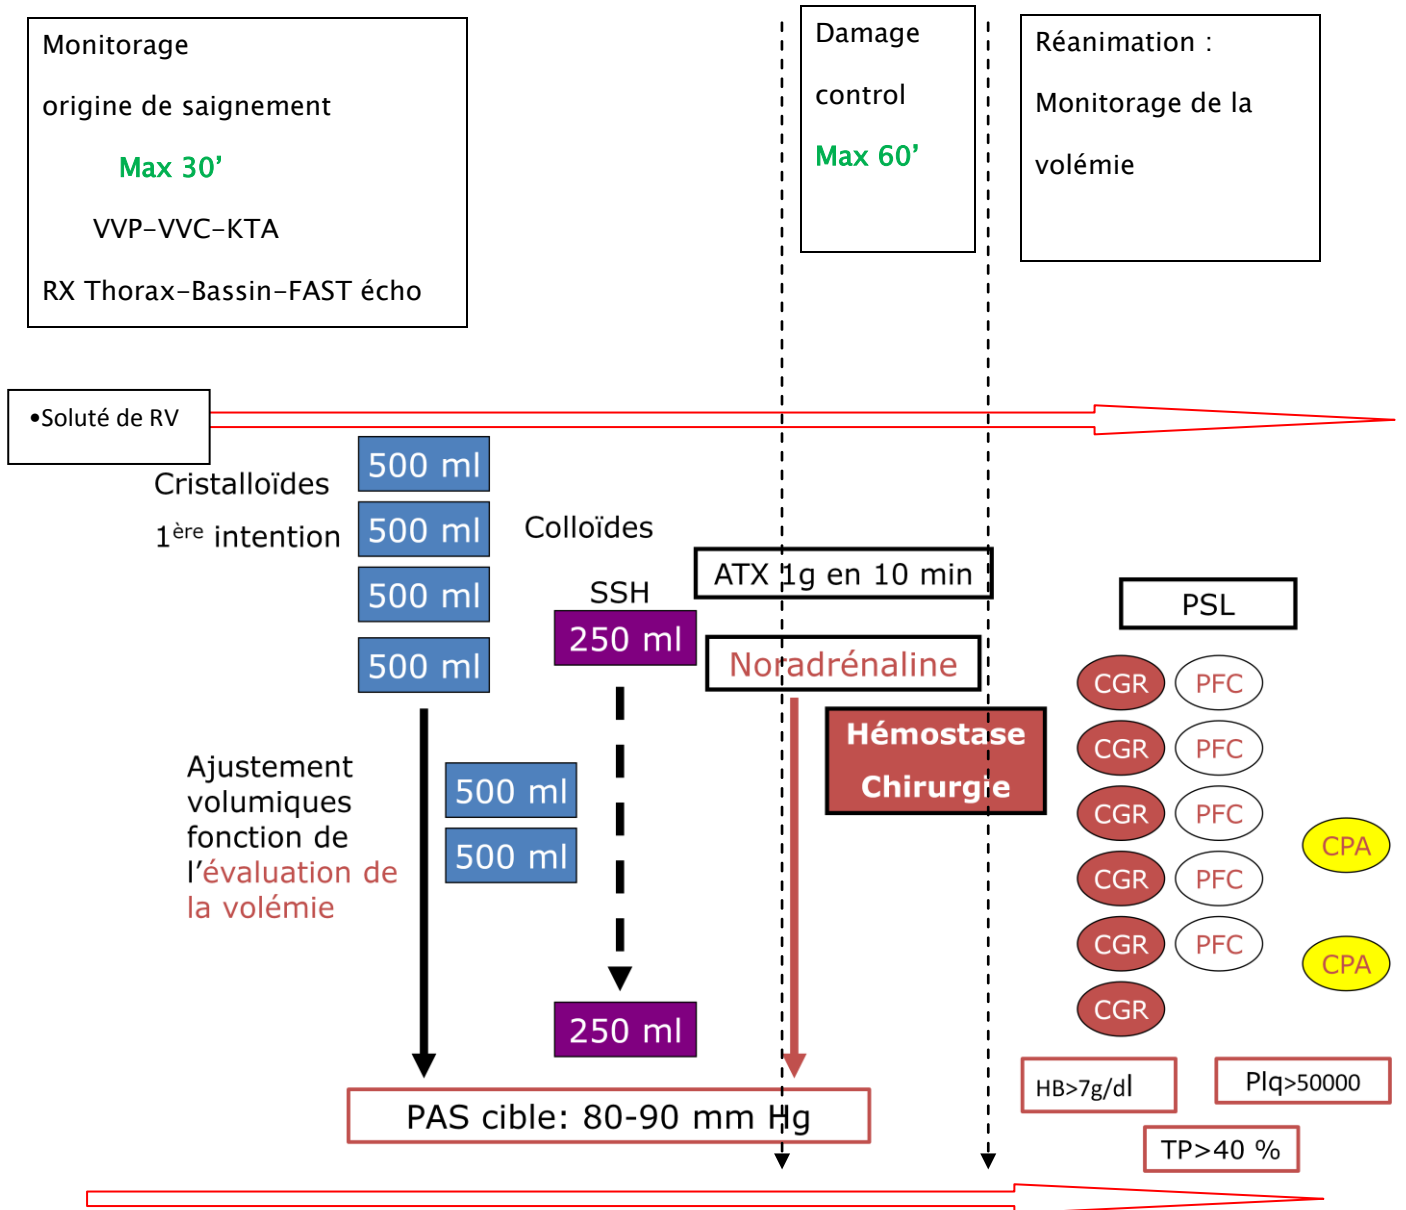 Monitorage
origine de saignement
Max 30’
VVP–VVC–KTA
RX Thorax–Bassin–FAST écho
Damage
control
Max 60’
Réanimation :
Monitorage de la
volémie
•Soluté de RV
Cristalloïdes
1ère intention
500 ml
500 ml
500 ml
500 ml
Colloïdes
SSH
250 ml
ATX 1g en 10 min
Noradrénaline
Hémostase
Chirurgie
Ajustement
volumiques
fonction de
l’évaluation de
la volémie
500 ml
500 ml
250 ml
PAS cible: 80-90 mm Hg
PSL
CGR PFC
CGR PFC
CGR PFC
CPA
CGR PFC
CGR PFC
CPA
CGR
HB>7g/dl
Plq>50000
TP>40 %